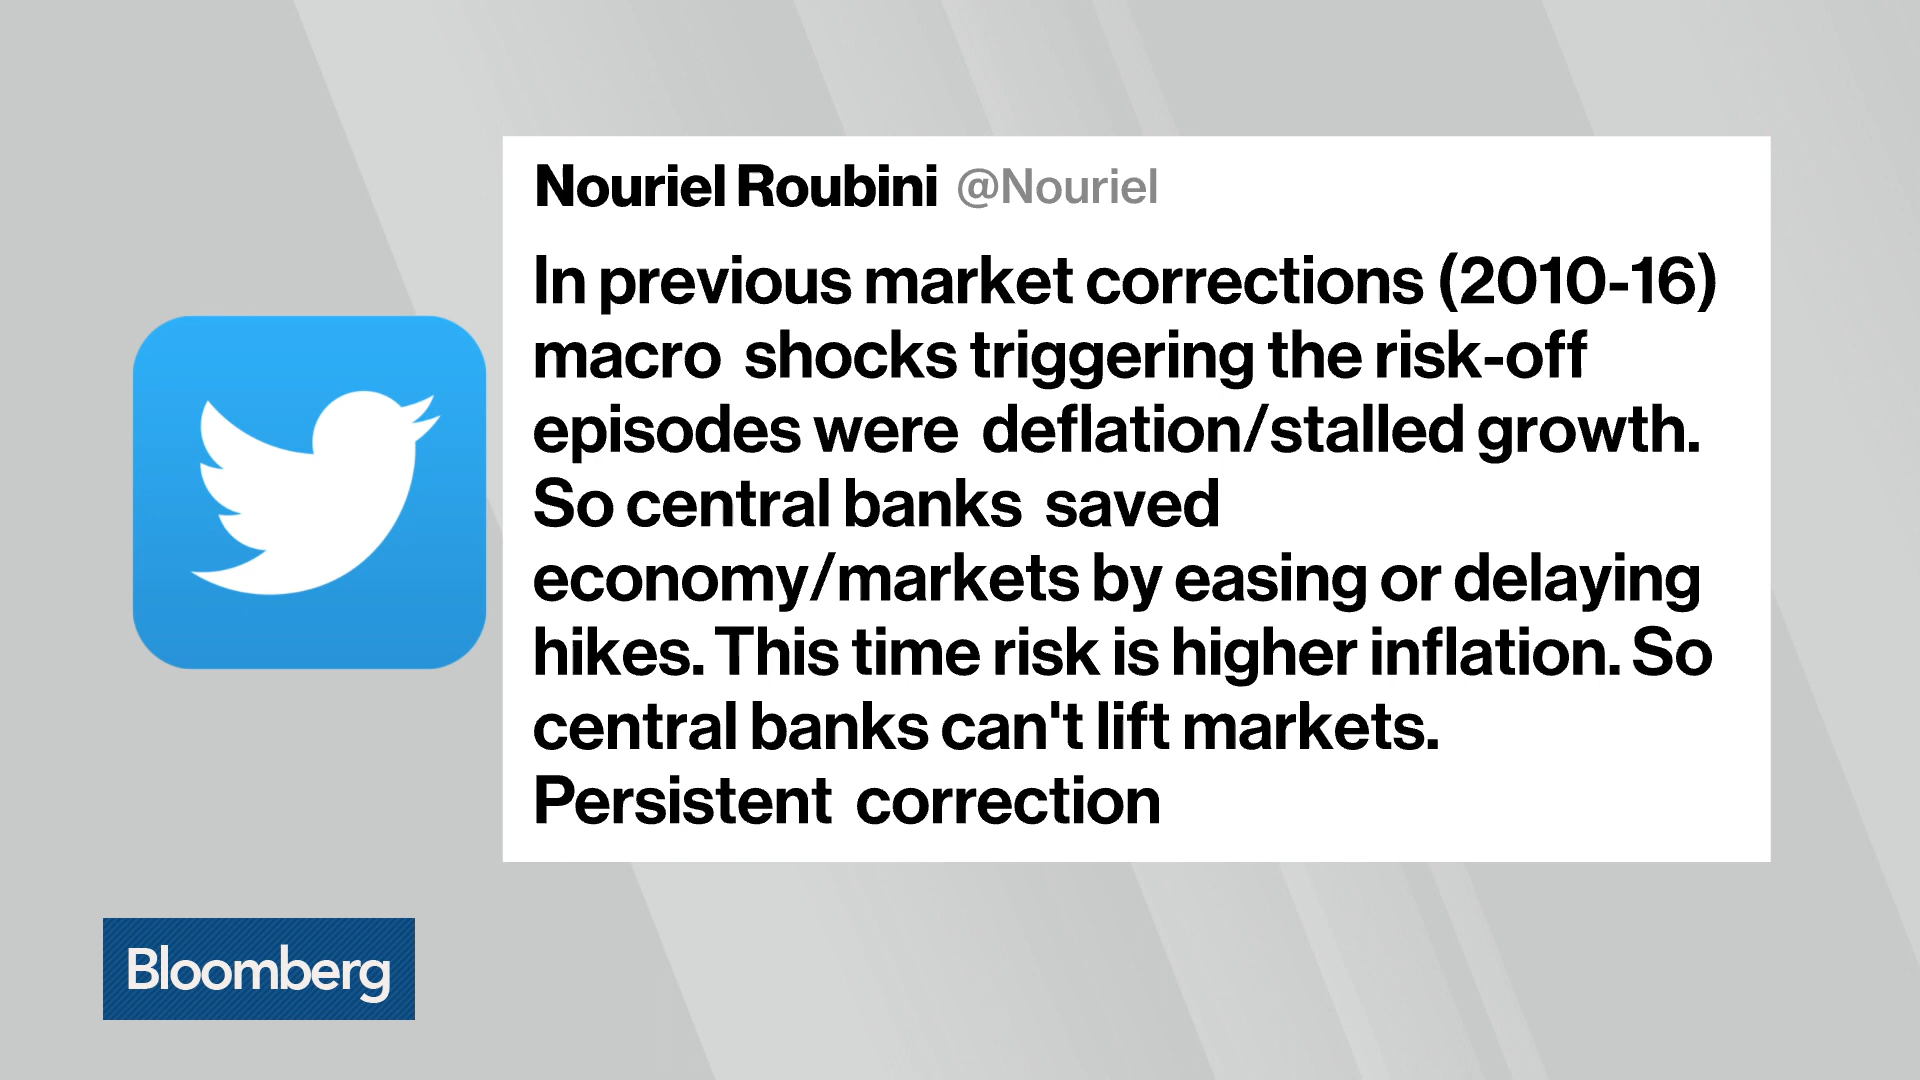 Nouriel Roubini @Nouriel
In previous market corrections (2010-16)
macro shocks triggering the risk-off
episodes were deflation/stalled growth.
So central banks saved
economy/markets by easing or delaying
hikes. This time risk is higher inflation. So
central banks can't lift markets.
Persistent correction
Bloomberg